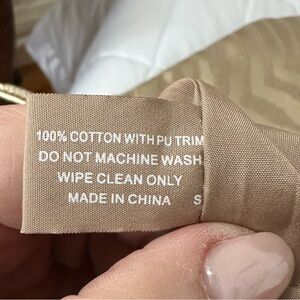 100% COTTON WITH PU TRIM
DO NOT MACHINE WASH
WIPE CLEAN ONLY
MADE IN CHINA S